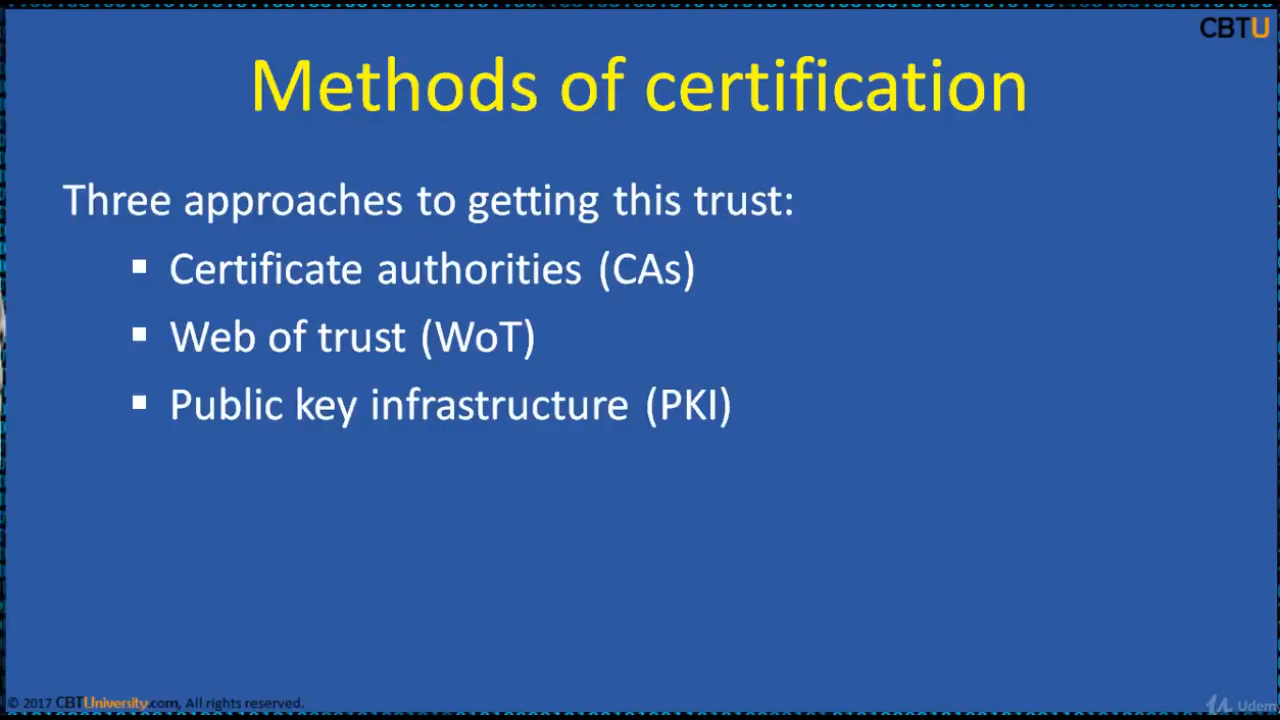 CBTU
Methods of certification
Three approaches to getting this trust:
▪ Certificate authorities (CAs)
▪ Web of trust (WoT)
▪ Public key infrastructure (PKI)
© 2017 CBTUniversity.com, All rights reserved.